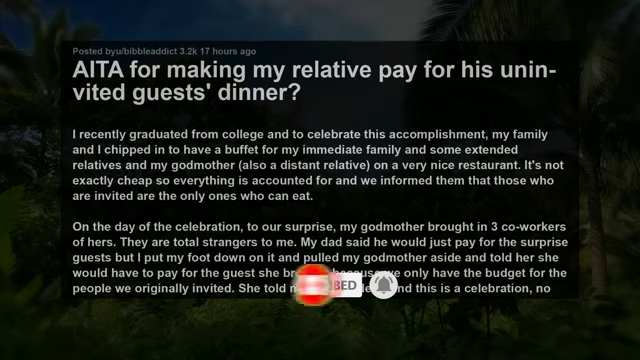 Posted byu/bibbleaddict 3.2k 17 hours ago
AITA for making my relative pay for his unin-
vited guests' dinner?
I recently graduated from college and to celebrate this accomplishment, my family
and I chipped in to have a buffet for my immediate family and some extended
relatives and my godmother (also a distant relative) on a very nice restaurant. It's not
exactly cheap so everything is accounted for and we informed them that those who
are invited are the only ones who can eat.
On the day of the celebration, to our surprise, my godmother brought in 3 co-workers
of hers. They are total strangers to me. My dad said he would just pay for the surprise
guests but I put my foot down on it and pulled my godmother aside and told her she
would have to pay for the guest she we only have the budget for the
people we originally invited. She told and this is a celebration, no
BED